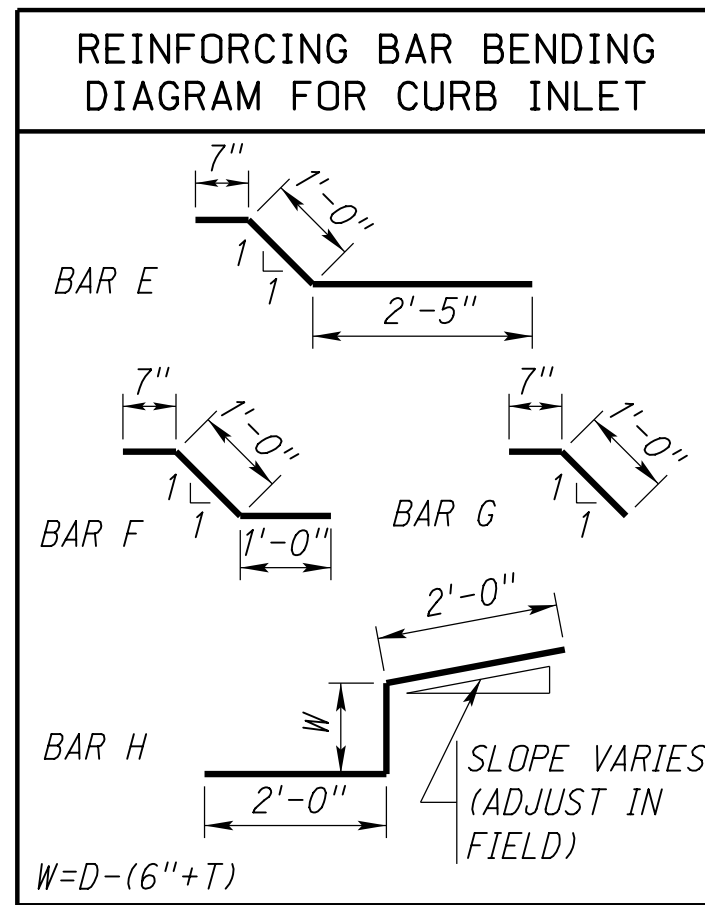 REINFORCING BAR BENDING
DIAGRAM FOR CURB INLET
7"
1'-0"
1
1
BAR E
2'-5"
7"
1'-0"
1
1
BAR F
1'-0"
7"
1'-0"
1
1
BAR G
2'-0"
W
BAR H
2'-0"
SLOPE VARIES
(ADJUST IN
FIELD)
W=D-(6"+T)